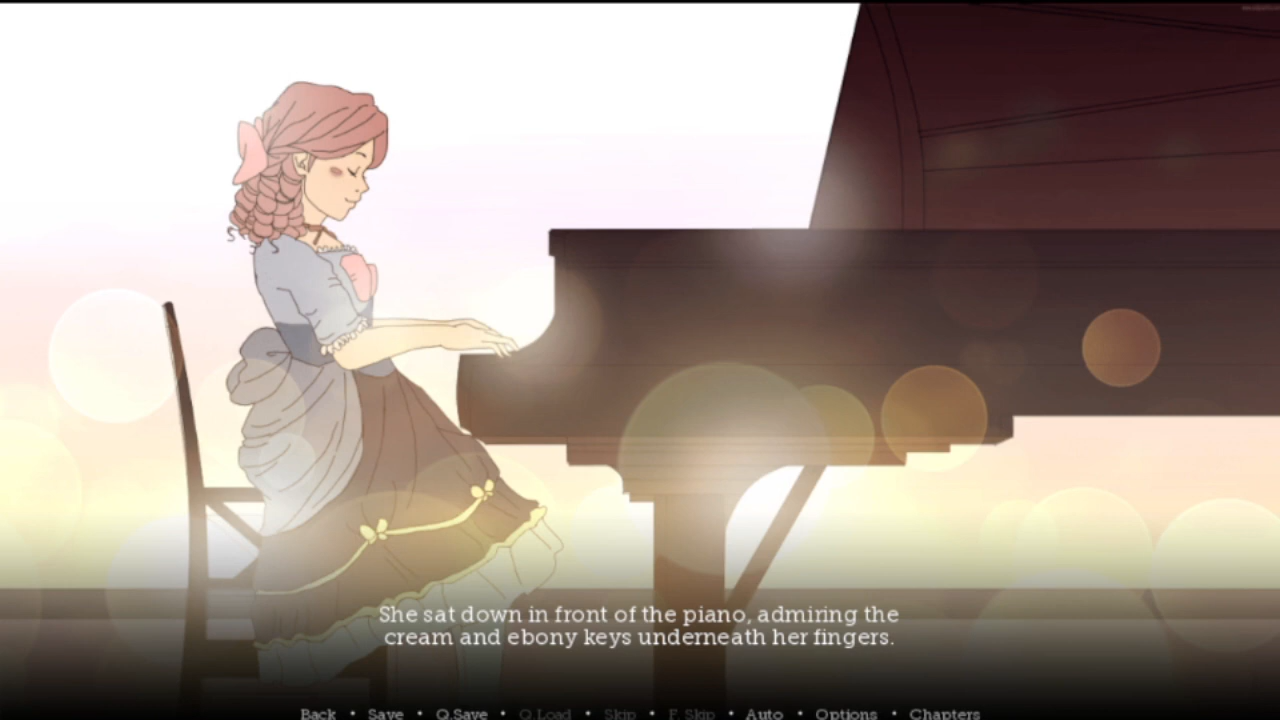 She sat down in front of the piano, admiring the
cream and ebony keys underneath her fingers.
Back • Save • Q.Save • Q.Load • Skip • F. Skip • Auto • Options • Chapters